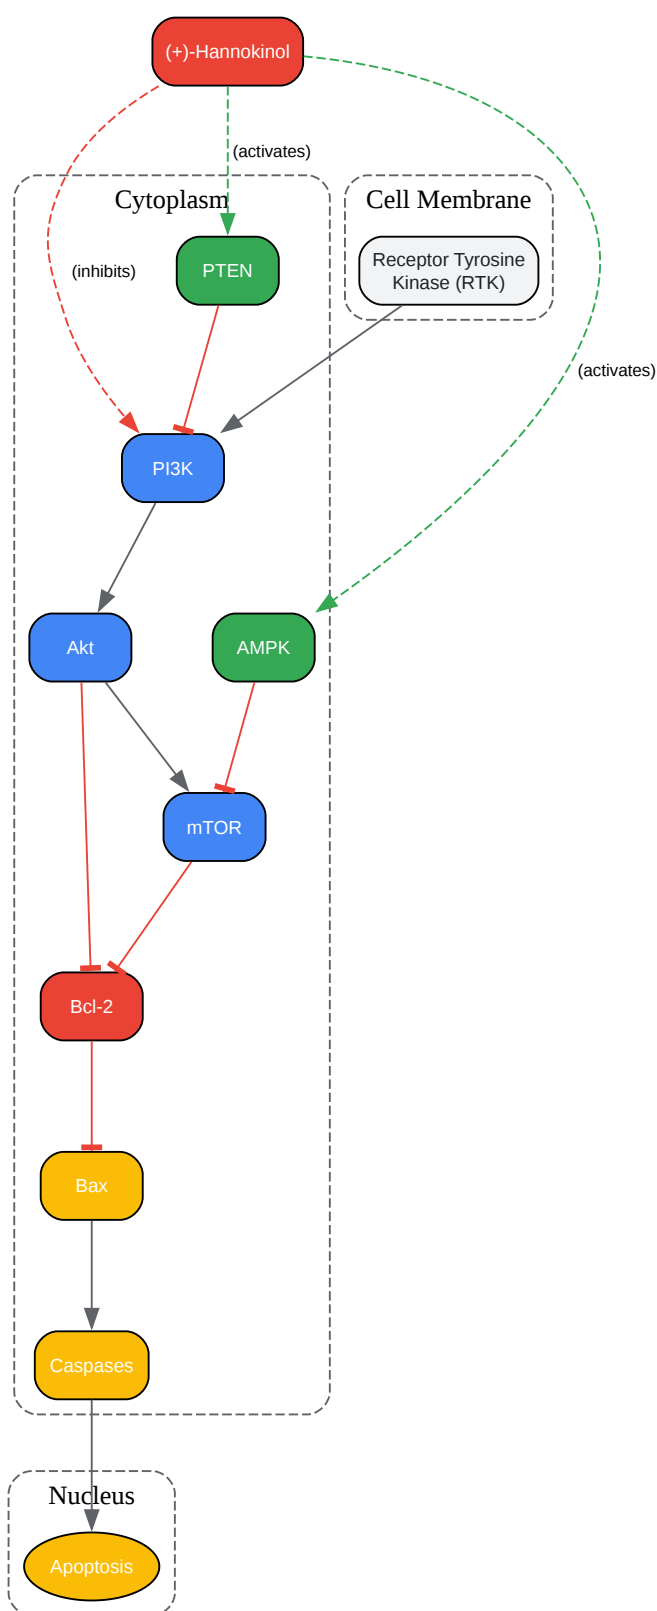 (+)-Hannokinol
(activates)
Cytoplasm
Cell Membrane
PTEN
Receptor Tyrosine
Kinase (RTK)
(inhibits)
(activates)
PI3K
Akt
AMPK
mTOR
Bcl-2
Bax
Caspases
Nucleus
Apoptosis